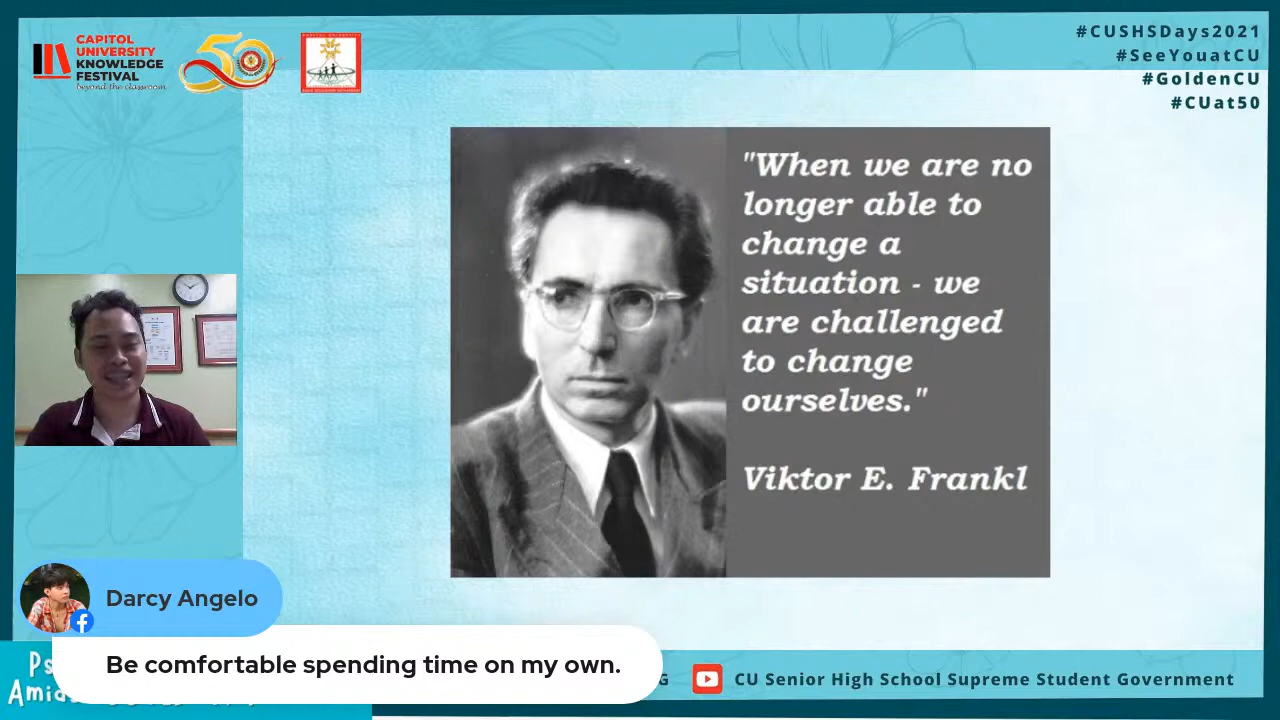 CAPITOL
UNIVERSITY
KNOWLEDGE
FESTIVAL
beyond the classroom
50
#CUSHSDays2021
#SeeYouatCU
#GoldenCU
#CUat50
"When we are no
longer able to
change a
situation - we
are challenged
to change
ourselves."
Viktor E. Frankl
Darcy Angelo
Be comfortable spending time on my own.
CU Senior High School Supreme Student Government